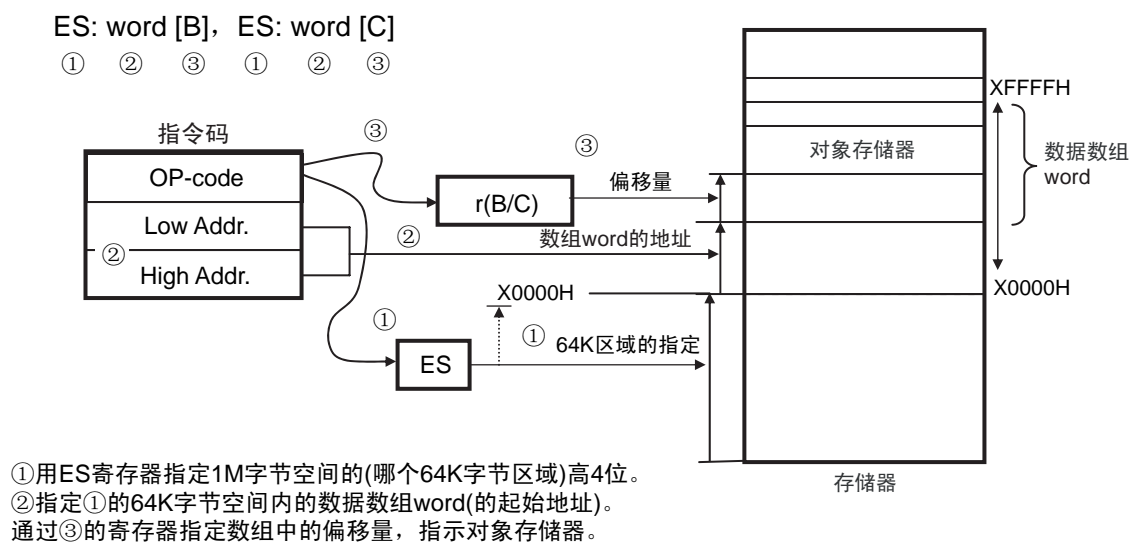 ES: word [B]，ES: word [C]
① ② ③ ① ② ③
指令码
OP-code
Low Addr.
②
High Addr.
③
r(B/C)
③
偏移量
②
数组word的地址
①
ES
X0000H
①
64K区域的指定
XFFFFH
对象存储器
数据数组
word
X0000H
存储器
①用ES寄存器指定1M字节空间的(哪个64K字节区域)高4位。
②指定①的64K字节空间内的数据数组word(的起始地址)。
通过③的寄存器指定数组中的偏移量，指示对象存储器。